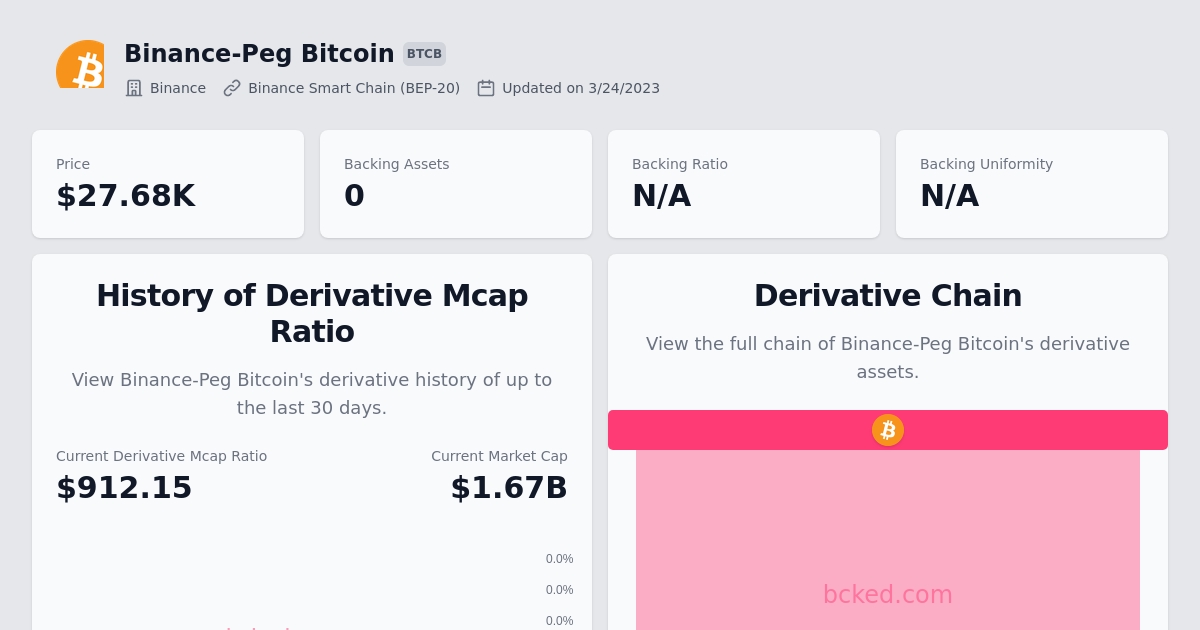 Binance-Peg Bitcoin BTCB
Binance Binance Smart Chain (BEP-20) Updated on 3/24/2023
Price
$27.68K
Backing Assets
0
Backing Ratio
N/A
Backing Uniformity
N/A
History of Derivative Mcap
Ratio
View Binance-Peg Bitcoin's derivative history of up to
the last 30 days.
Current Derivative Mcap Ratio
$912.15
Current Market Cap
$1.67B
0.0%
0.0%
0.0%
Derivative Chain
View the full chain of Binance-Peg Bitcoin's derivative
assets.
bcked.com